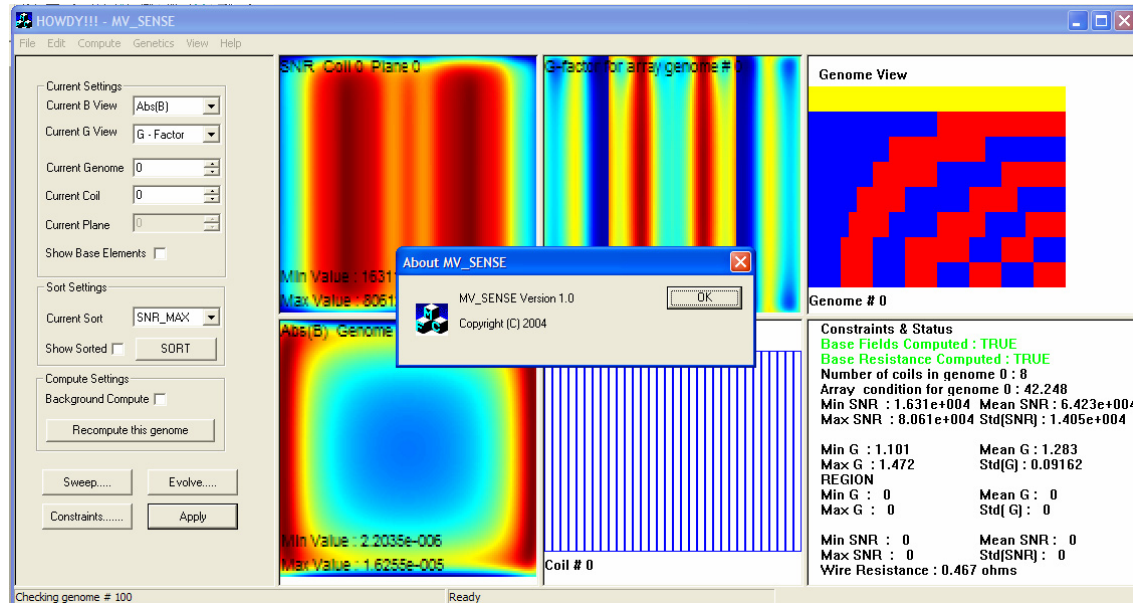 HOWDY!!! - MV_SENSE
File Edit Compute Genetics View Help
Current Settings
Current B View Abs(B)
Current G View G - Factor
Current Genome 0
Current Coil 0
Current Plane 0
Show Base Elements
Sort Settings
Current Sort SNR_MAX
Show Sorted SORT
Compute Settings
Background Compute
Recompute this genome
Sweep..... Evolve.....
Constraints....... Apply
SNR Coil 0 Plane 0
Min Value : 1631
Max Value : 8061
G-factor for array genome # 0
Genome View
Genome # 0
About MV_SENSE
MV_SENSE Version 1.0
Copyright (C) 2004
OK
Abs(B) Genome
Min Value : 2.2035e-006
Max Value : 1.6255e-005
Coil # 0
Constraints & Status
Base Fields Computed : TRUE
Base Resistance Computed : TRUE
Number of coils in genome 0 : 8
Array condition for genome 0 : 42.248
Min SNR : 1.631e+004 Mean SNR : 6.423e+004
Max SNR : 8.061e+004 Std(SNR) : 1.405e+004
Min G : 1.101 Mean G : 1.283
Max G : 1.472 Std(G) : 0.09162
REGION
Min G : 0 Mean G : 0
Max G : 0 Std( G) : 0
Min SNR : 0 Mean SNR : 0
Max SNR : 0 Std(SNR) : 0
Wire Resistance : 0.467 ohms
Checking genome # 100 Ready